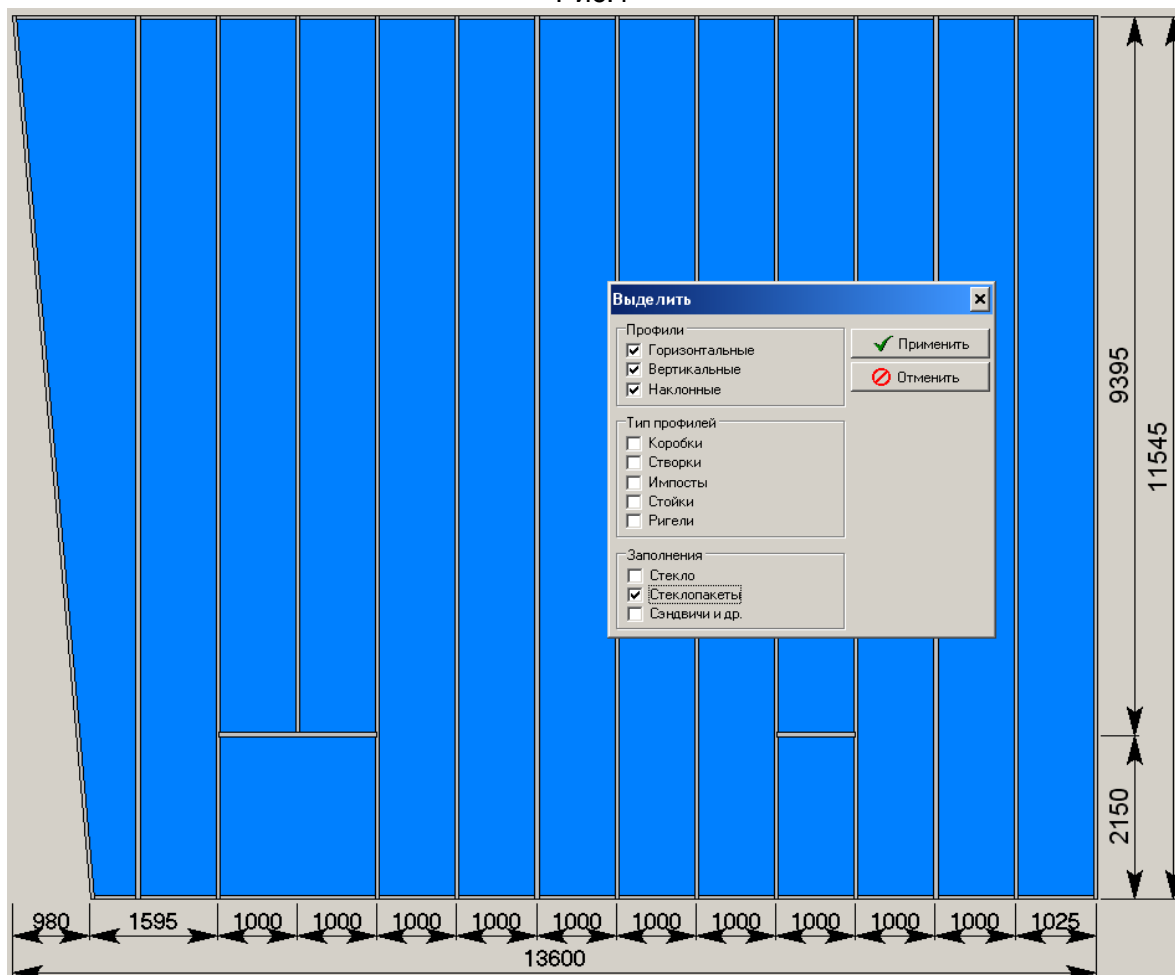 Выделить
Профили
Горизонтальные
Вертикальные
Наклонные
Применить
Отменить
Тип профилей
Коробки
Створки
Импосты
Стойки
Ригели
Заполнения
Стекло
Стеклопакеты
Сэндвичи и др.
9395
11545
2150
980 1595 1000 1000 1000 1000 1000 1000 1000 1000 1000 1000 1025
13600